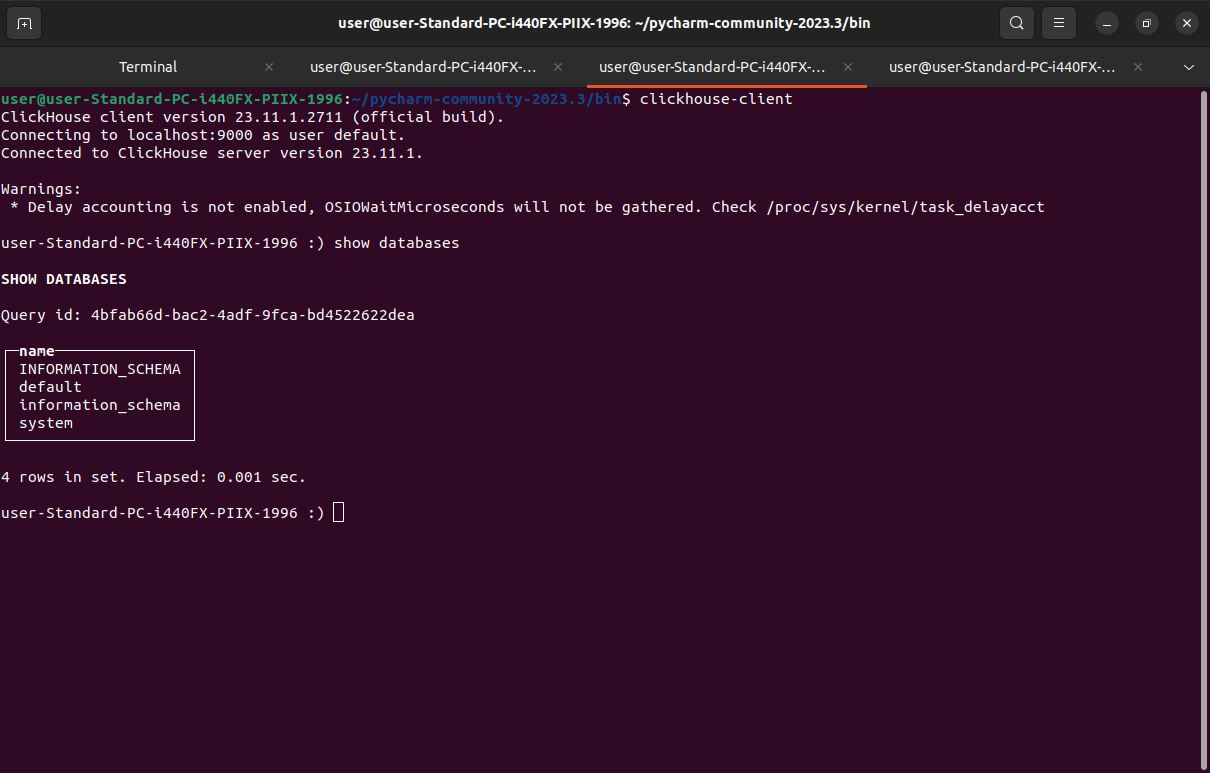 user@user-Standard-PC-i440FX-PIIX-1996: ~/pycharm-community-2023.3/bin
Terminal
user@user-Standard-PC-i440FX-...
user@user-Standard-PC-i440FX-...
user@user-Standard-PC-i440FX-...
user@user-Standard-PC-i440FX-PIIX-1996:~/pycharm-community-2023.3/bin$ clickhouse-client
ClickHouse client version 23.11.1.2711 (official build).
Connecting to localhost:9000 as user default.
Connected to ClickHouse server version 23.11.1.
Warnings:
* Delay accounting is not enabled, OSIOWaitMicroseconds will not be gathered. Check /proc/sys/kernel/task_delayacct
user-Standard-PC-i440FX-PIIX-1996 :) show databases
SHOW DATABASES
Query id: 4bfab66d-bac2-4adf-9fca-bd4522622dea
name
INFORMATION_SCHEMA
default
information_schema
system
4 rows in set. Elapsed: 0.001 sec.
user-Standard-PC-i440FX-PIIX-1996 :)